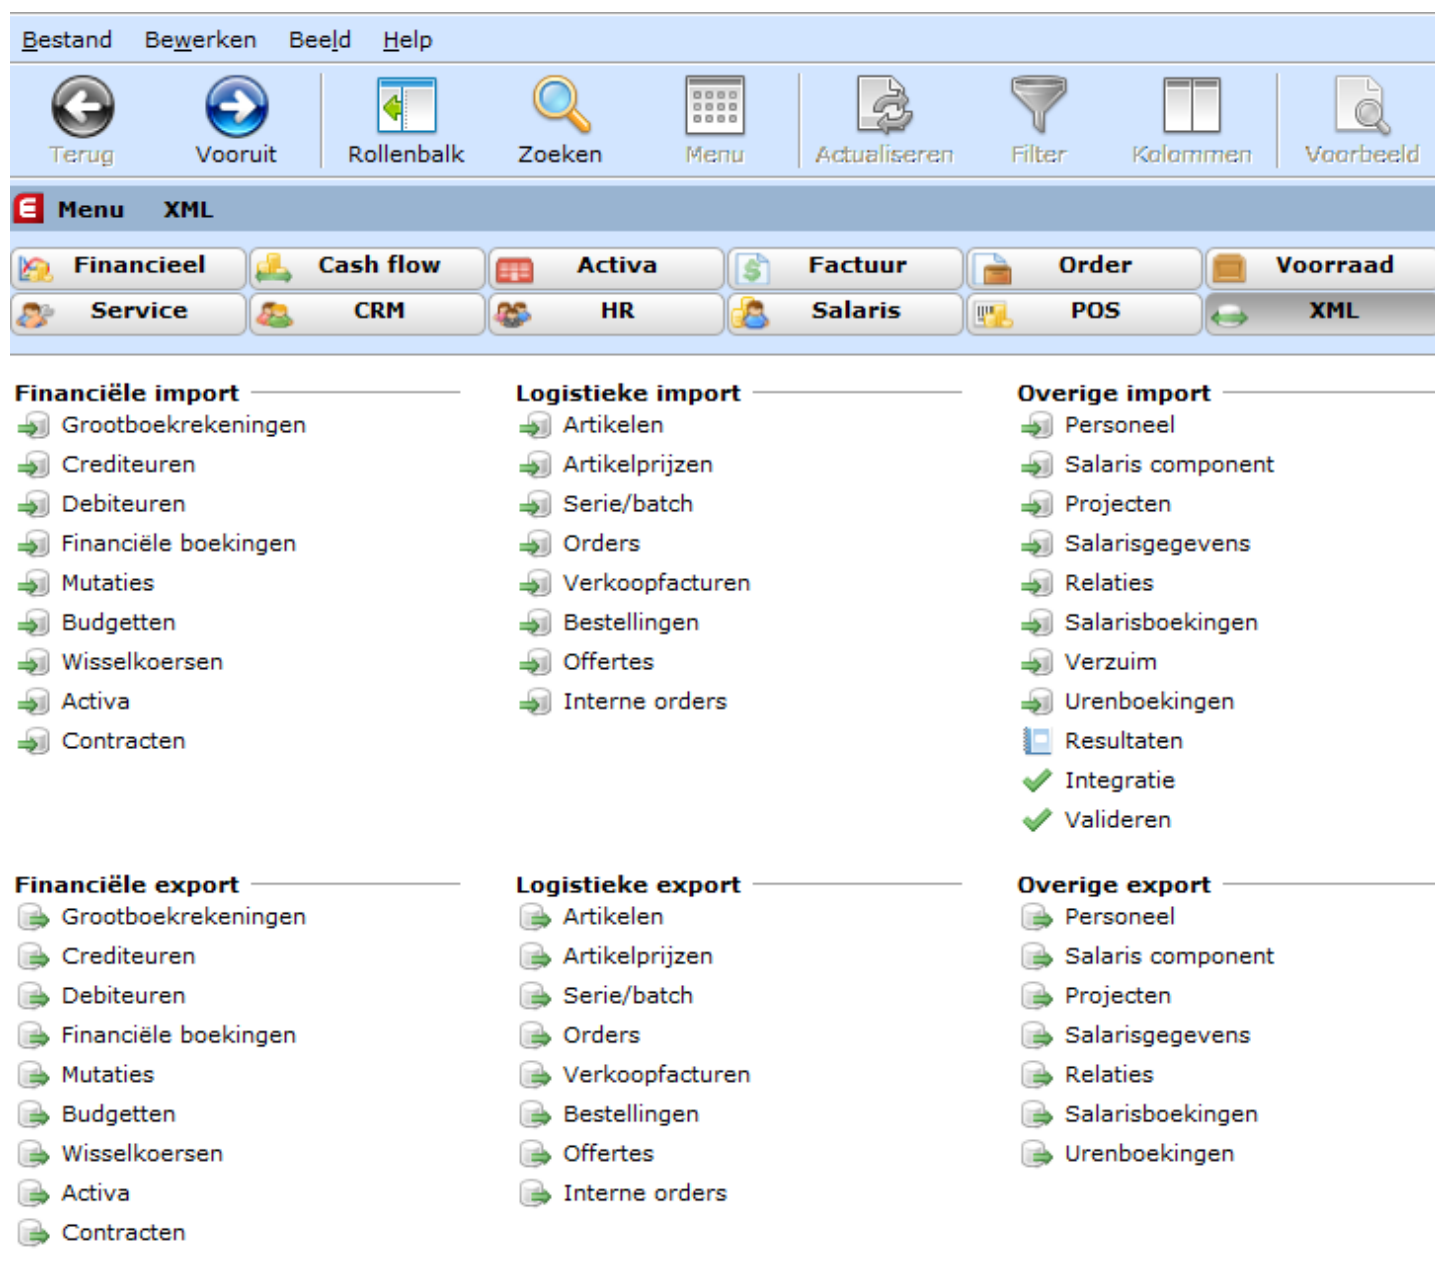 Bestand Bewerken Beeld Help
Terug Vooruit Rollenbalk Zoeken Menu Actualiseren Filter Kolommen Voorbeeld
Menu XML
Financieel Cash flow Activa Factuur Order Voorraad
Service CRM HR Salaris POS XML
Financiële import
Grootboekrekeningen
Crediteuren
Debiteuren
Financiële boekingen
Mutaties
Budgetten
Wisselkoersen
Activa
Contracten
Logistieke import
Artikelen
Artikelprijzen
Serie/batch
Orders
Verkoopfacturen
Bestellingen
Offertes
Interne orders
Overige import
Personeel
Salaris component
Projecten
Salarisgegevens
Relaties
Salarisboekingen
Verzuim
Urenboekingen
Resultaten
Integratie
Valideren
Financiële export
Grootboekrekeningen
Crediteuren
Debiteuren
Financiële boekingen
Mutaties
Budgetten
Wisselkoersen
Activa
Contracten
Logistieke export
Artikelen
Artikelprijzen
Serie/batch
Orders
Verkoopfacturen
Bestellingen
Offertes
Interne orders
Overige export
Personeel
Salaris component
Projecten
Salarisgegevens
Relaties
Salarisboekingen
Urenboekingen